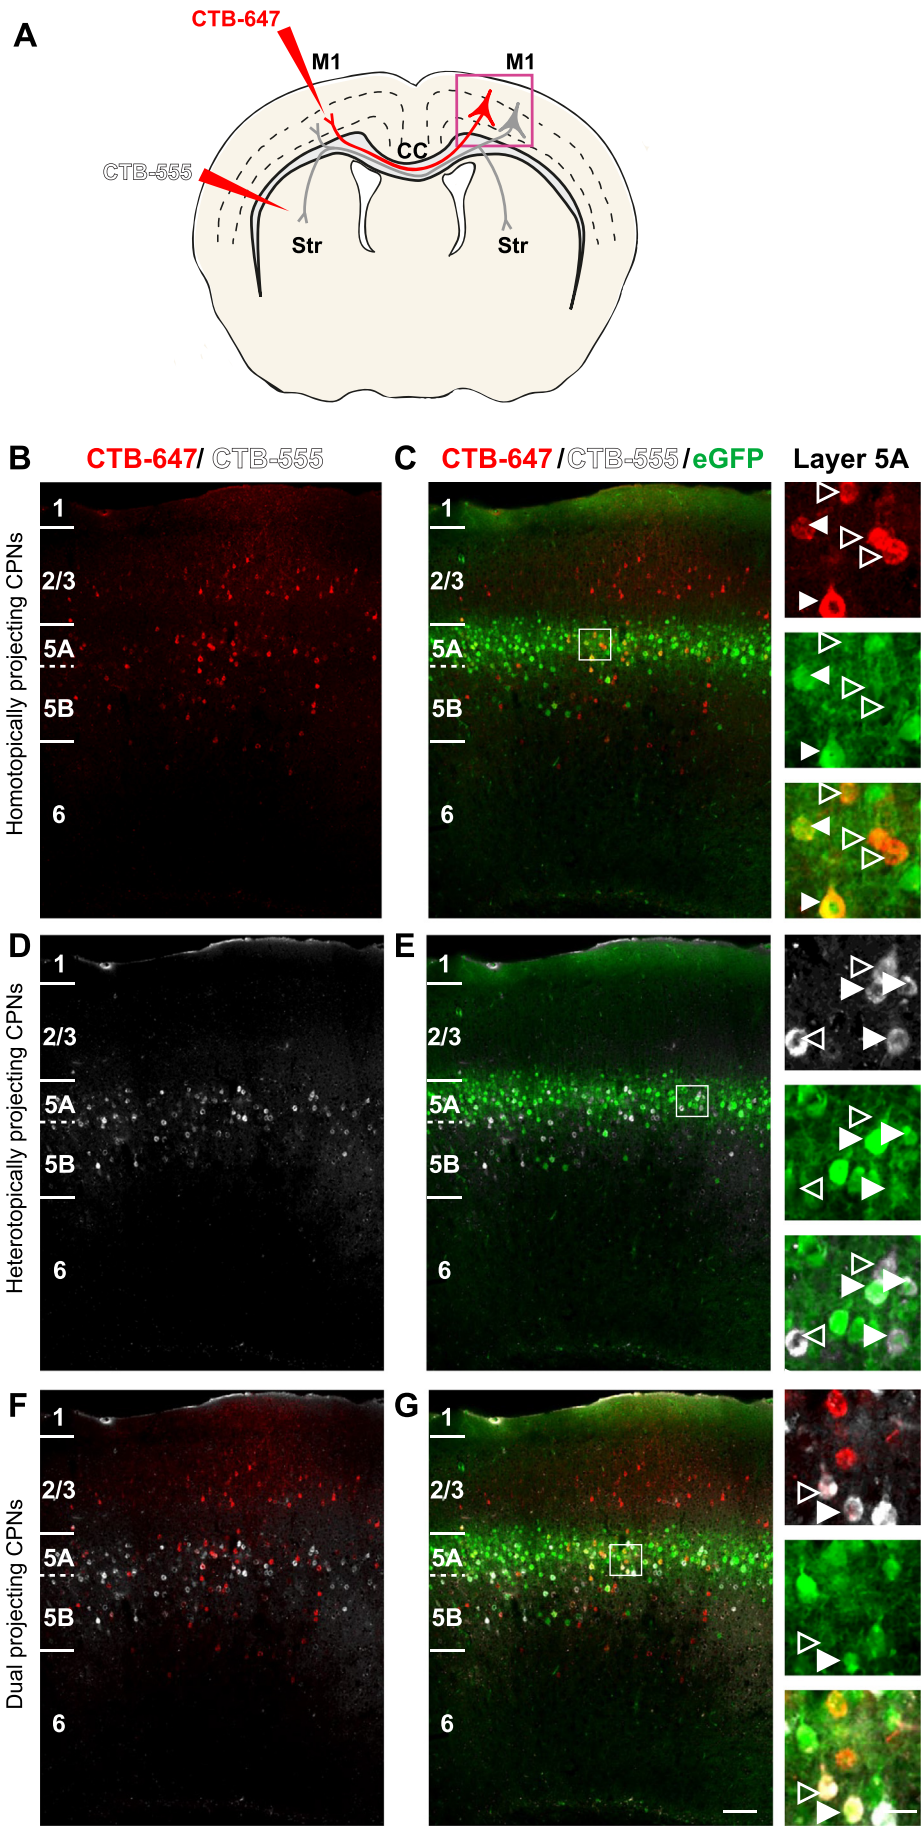 A
CTB-647
M1
M1
CC
CTB-555
Str
Str
B
CTB-647/ CTB-555
C
CTB-647 /CTB-555/eGFP
Layer 5A
Homotopically projecting CPNs
1
2/3
5A
5B
6
1
2/3
5A
5B
6
Heterotopically projecting CPNs
D
1
2/3
5A
5B
6
E
1
2/3
5A
5B
6
Dual projecting CPNs
F
1
2/3
5A
5B
6
G
1
2/3
5A
5B
6